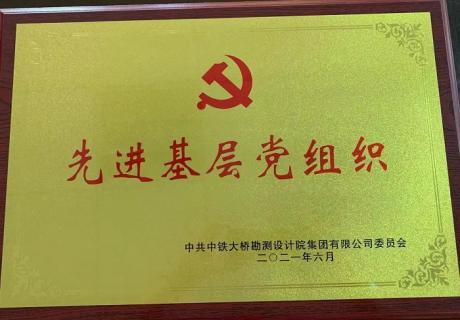 先进基层党组织
中共中铁大桥勘测设计院集团有限公司委员会
二〇二一年六月